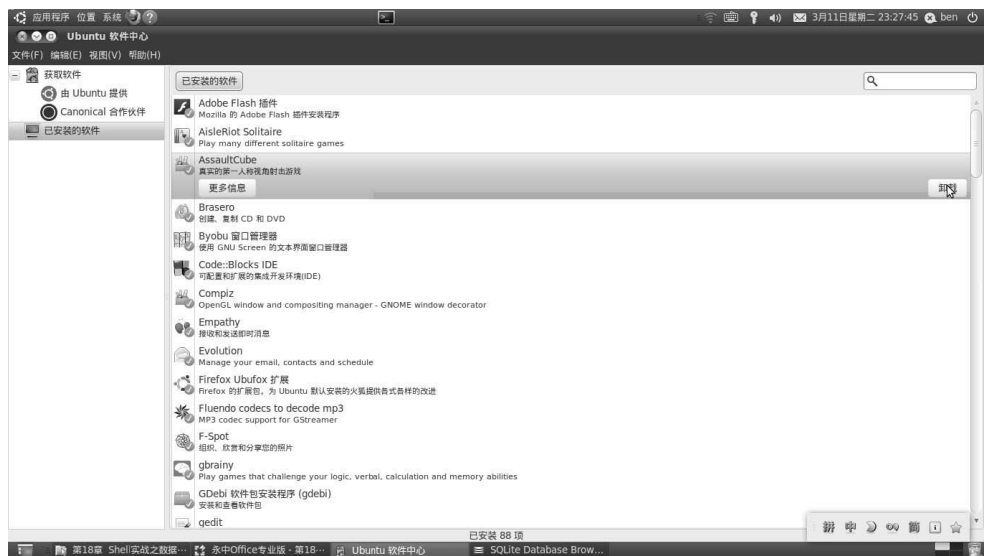 应用程序 位置 系统
3月11日星期二 23:27:45 ben
Ubuntu 软件中心
文件(F) 编辑(E) 视图(V) 帮助(H)
获取软件
由 Ubuntu 提供
Canonical 合作伙伴
已安装的软件
已安装的软件
Adobe Flash 插件
Mozilla 的 Adobe Flash 插件安装程序
AisleRiot Solitaire
Play many different solitaire games
AssaultCube
真实的第一人称视角射击游戏
更多信息
卸载
Brasero
创建、复制 CD 和 DVD
Byobu 窗口管理器
使用 GNU Screen 的文本界面窗口管理器
Code::Blocks IDE
可配置和扩展的集成开发环境(IDE)
Compiz
OpenGL window and compositing manager - GNOME window decorator
Empathy
接收和发送即时消息
Evolution
Manage your email, contacts and schedule
Firefox Ubufox 扩展
Firefox 的扩展包，为 Ubuntu 默认安装的火狐提供各式各样的改进
Fluendo codecs to decode mp3
MP3 codec support for GStreamer
F-Spot
组织、欣赏和分享您的照片
gbrainy
Play games that challenge your logic, verbal, calculation and memory abilities
GDebi 软件包安装程序 (gdebi)
安装和查看软件包
gedit
已安装 88 项
拼 中 简
第18章 Shell实战之数据… 永中Office专业版 - 第18… Ubuntu 软件中心 SQLite Database Brow...